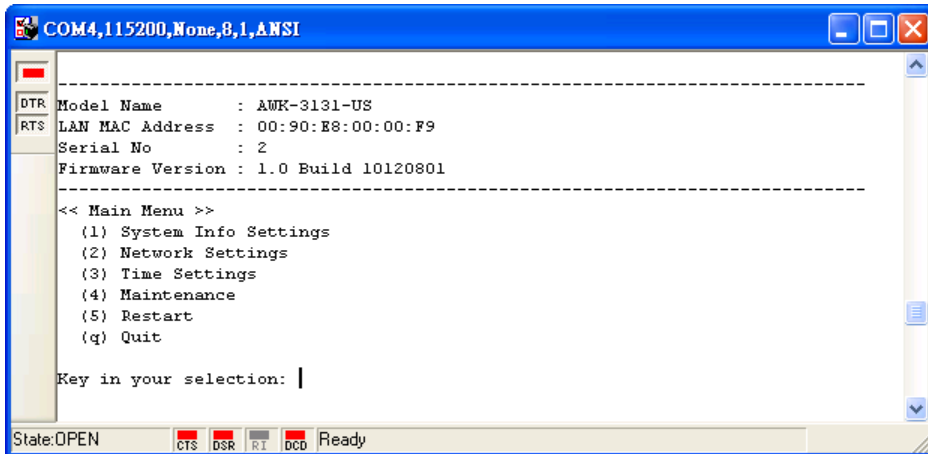 COM4,115200,None,8,1,ANSI
--------------------------------------------------------------------------
DTR
RTS
Model Name       : AWK-3131-US
LAN MAC Address  : 00:90:E8:00:00:F9
Serial No        : 2
Firmware Version : 1.0 Build 10120801
--------------------------------------------------------------------------
<< Main Menu >>
(1) System Info Settings
(2) Network Settings
(3) Time Settings
(4) Maintenance
(5) Restart
(q) Quit
Key in your selection:
State:OPEN CTS DSR RI DCD Ready